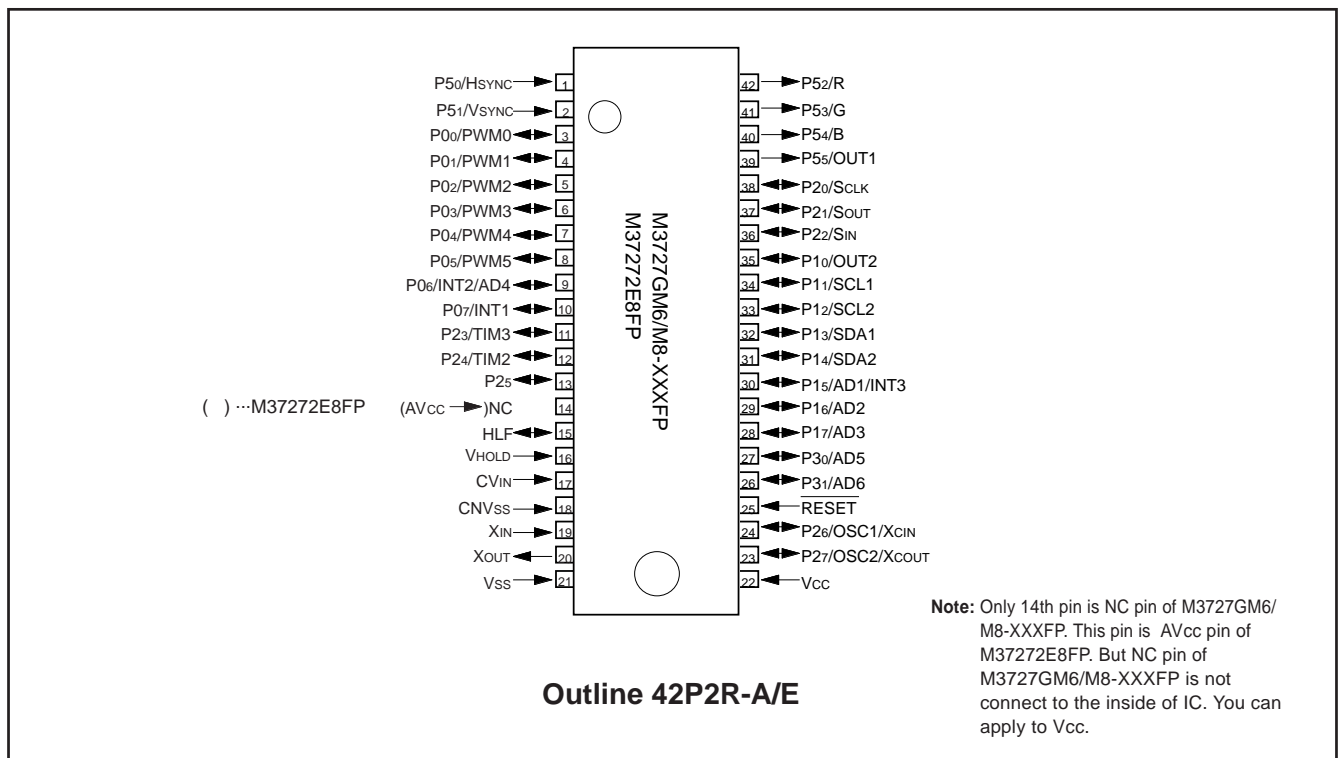 P50/HSYNC 1
P51/VSYNC 2
P00/PWM0 3
P01/PWM1 4
P02/PWM2 5
P03/PWM3 6
P04/PWM4 7
P05/PWM5 8
P06/INT2/AD4 9
P07/INT1 10
P23/TIM3 11
P24/TIM2 12
P25 13
( ) ···M37272E8FP (AVCC )NC 14
HLF 15
VHOLD 16
CVIN 17
CNVSS 18
XIN 19
XOUT 20
VSS 21
M3727GM6/M8-XXXFP
M37272E8FP
42 P52/R
41 P53/G
40 P54/B
39 P55/OUT1
38 P20/SCLK
37 P21/SOUT
36 P22/SIN
35 P10/OUT2
34 P11/SCL1
33 P12/SCL2
32 P13/SDA1
31 P14/SDA2
30 P15/AD1/INT3
29 P16/AD2
28 P17/AD3
27 P30/AD5
26 P31/AD6
25 RESET
24 P26/OSC1/XCIN
23 P27/OSC2/XCOUT
22 VCC
Note: Only 14th pin is NC pin of M3727GM6/
M8-XXXFP. This pin is AVcc pin of
M37272E8FP. But NC pin of
M3727GM6/M8-XXXFP is not
connect to the inside of IC. You can
apply to Vcc.
Outline 42P2R-A/E